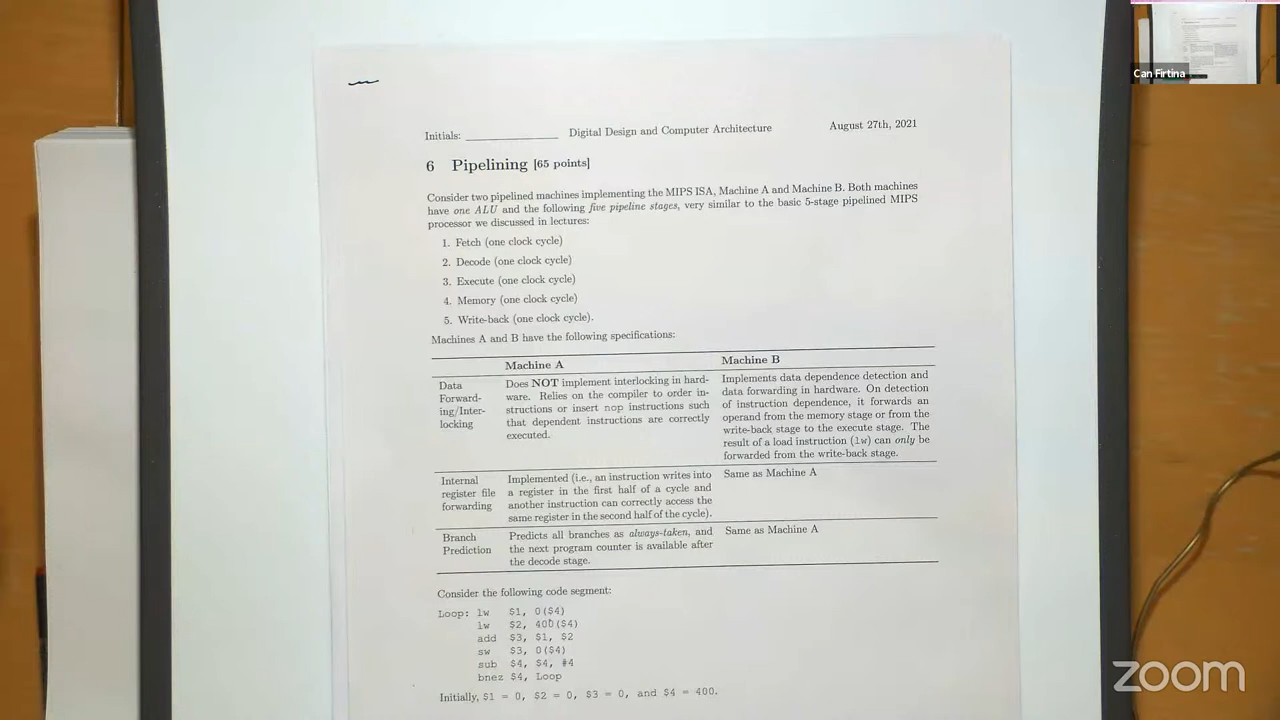 Can Firtina
Initials: ____________ Digital Design and Computer Architecture August 27th, 2021
6 Pipelining [65 points]
Consider two pipelined machines implementing the MIPS ISA, Machine A and Machine B. Both machines
have one ALU and the following five pipeline stages, very similar to the basic 5-stage pipelined MIPS
processor we discussed in lectures:
1. Fetch (one clock cycle)
2. Decode (one clock cycle)
3. Execute (one clock cycle)
4. Memory (one clock cycle)
5. Write-back (one clock cycle).
Machines A and B have the following specifications:
Machine A Machine B
Data
Forward-
ing/Inter-
locking
Does NOT implement interlocking in hard-
ware. Relies on the compiler to order in-
structions or insert nop instructions such
that dependent instructions are correctly
executed.
Implements data dependence detection and
data forwarding in hardware. On detection
of instruction dependence, it forwards an
operand from the memory stage or from the
write-back stage to the execute stage. The
result of a load instruction (lw) can only be
forwarded from the write-back stage.
Internal
register file
forwarding
Implemented (i.e., an instruction writes into
a register in the first half of a cycle and
another instruction can correctly access the
same register in the second half of the cycle).
Same as Machine A
Branch
Prediction
Predicts all branches as always-taken, and
the next program counter is available after
the decode stage.
Same as Machine A
Consider the following code segment:
Loop: lw $1, 0($4)
lw $2, 400($4)
add $3, $1, $2
sw $3, 0($4)
sub $4, $4, #4
bnez $4, Loop
Initially, $1 = 0, $2 = 0, $3 = 0, and $4 = 400.
zoom